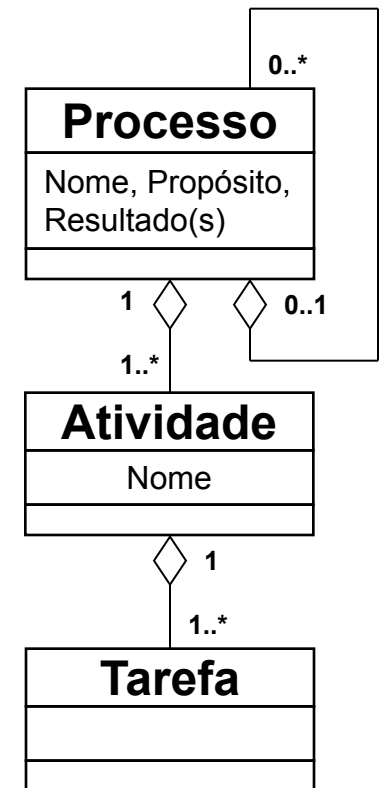 0..*
Processo
Nome, Propósito,
Resultado(s)
1
0..1
1..*
Atividade
Nome
1
1..*
Tarefa